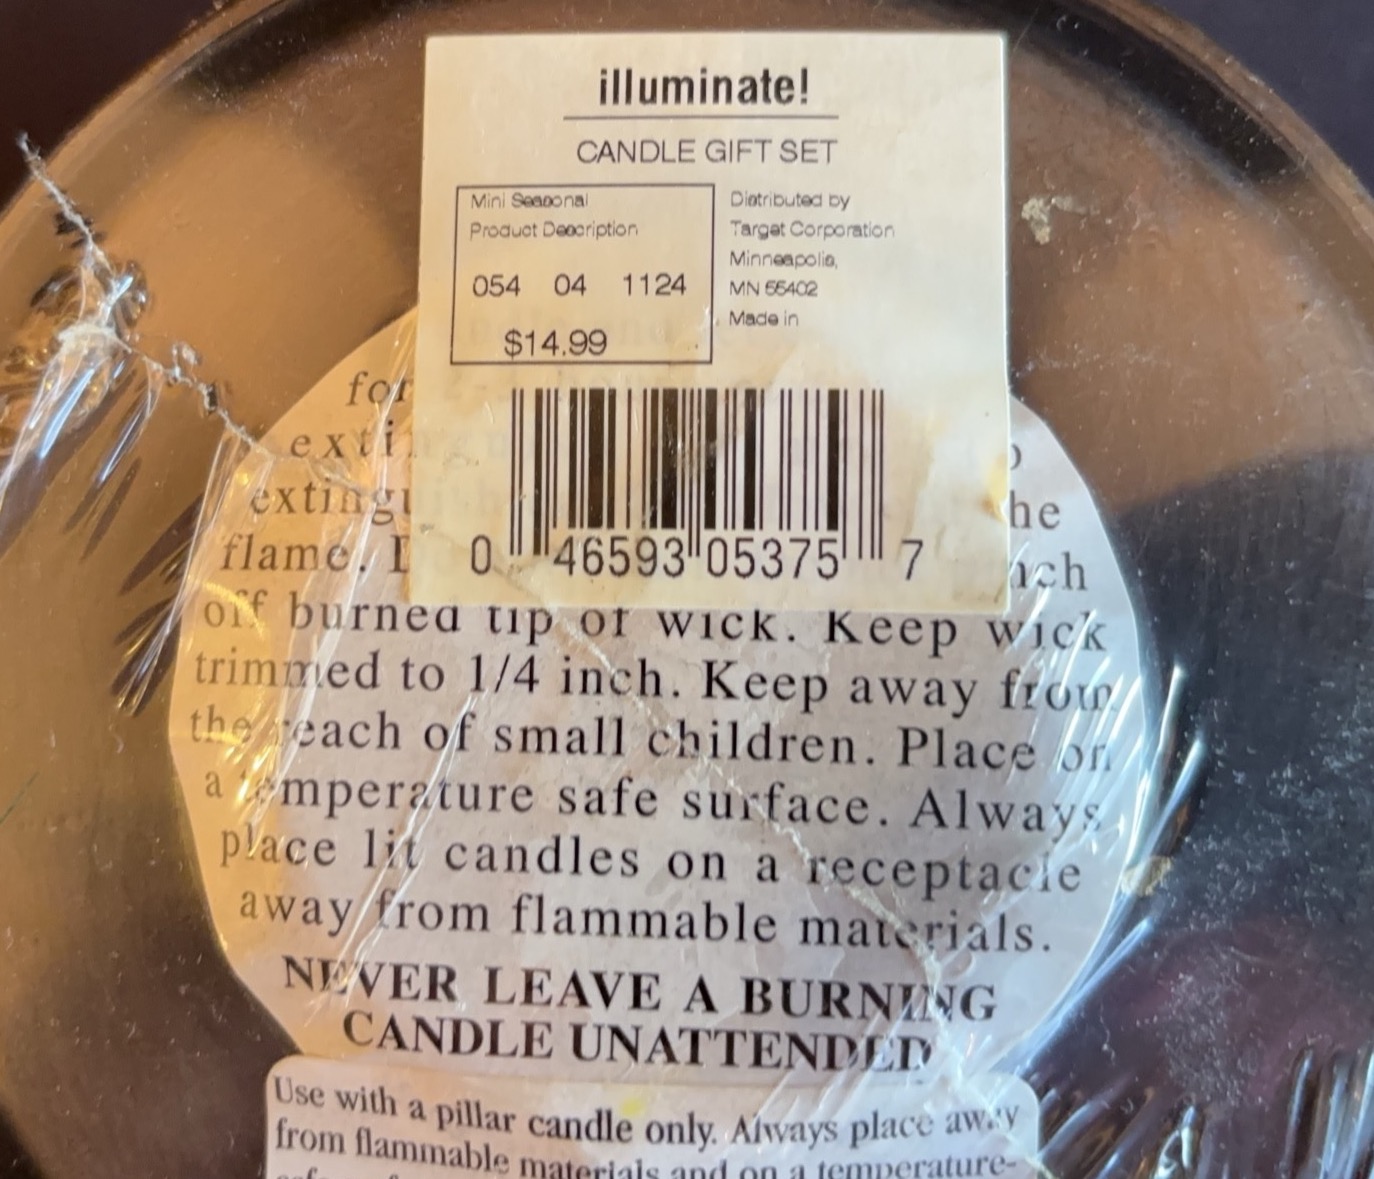 illuminate!
CANDLE GIFT SET
Mini Seasonal
Product Description
054 04 1124
$14.99
Distributed by
Target Corporation
Minneapolis,
MN 55402
Made in
0 46593 05375 7
for
exting
extingu
he
flame.
nch
off burned tip of wick. Keep wick
trimmed to 1/4 inch. Keep away from
the reach of small children. Place on
a temperature safe surface. Always
place lit candles on a receptacle
away from flammable materials.
NEVER LEAVE A BURNING
CANDLE UNATTENDED
Use with a pillar candle only. Always place away
from flammable materials and on a temperature-